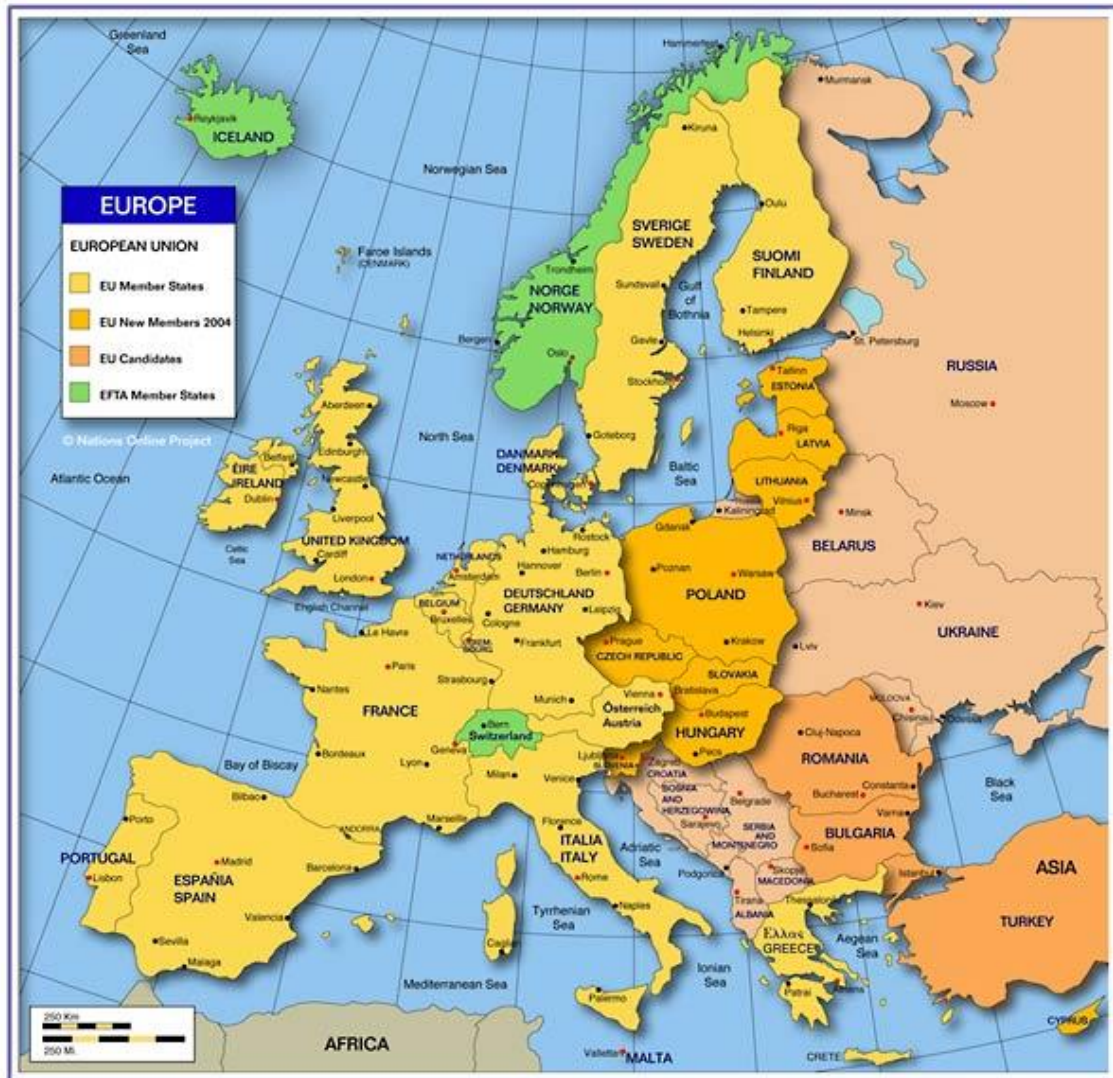 Greenland
Sea
Hammerfest
Murmansk
Reykjavik
ICELAND
Kiruna
Norwegian Sea
EUROPE
EUROPEAN UNION
EU Member States
EU New Members 2004
EU Candidates
EFTA Member States
© Nations Online Project
Faroe Islands
(DENMARK)
Oulu
SVERIGE
SWEDEN
SUOMI
FINLAND
Trondheim
NORGE
NORWAY
Sundsvall
Gulf
of
Bothnia
Tampere
Helsinki
St. Petersburg
Bergen
Oslo
Gavle
Stockholm
Tallinn
ESTONIA
RUSSIA
Moscow
Aberdeen
North Sea
Goteborg
Riga
LATVIA
Edinburgh
DANMARK
DENMARK
Copenhagen
Baltic
Sea
LITHUANIA
Vilnius
Atlantic Ocean
Belfast
ÉIRE
IRELAND
Dublin
Newcastle
Liverpool
Kaliningrad
Minsk
BELARUS
Gdansk
Rostock
Hamburg
UNITED KINGDOM
Celtic
Sea
Cardiff
London
English Channel
NETHERLANDS
Amsterdam
Hannover
Berlin
Poznan
Warsaw
POLAND
DEUTSCHLAND
GERMANY
Leipzig
BELGIUM
Bruxelles
Cologne
Frankfurt
Kiev
UKRAINE
Le Havre
BOURG
Prague
CZECH REPUBLIC
Krakow
Lviv
Paris
Strasbourg
SLOVAKIA
Nantes
Munich
Vienna
Bratislava
MOLDOVA
Chisinau
Odessa
FRANCE
Österreich
Austria
Budapest
HUNGARY
Bern
Switzerland
Geneva
Cluj-Napoca
Bordeaux
Lyon
Milan
Venice
Ljubljana
SLOVENIA
Zagreb
CROATIA
Pecs
ROMANIA
Bay of Biscay
Bilbao
BOSNIA
AND
HERZEGOWINA
Sarajevo
Belgrade
Bucharest
Constanta
Black
Sea
Porto
ANDORRA
Marseille
Florence
ITALIA
ITALY
Adriatic
Sea
SERBIA
AND
MONTENEGRO
Varna
BULGARIA
Sofia
PORTUGAL
Lisbon
Madrid
Barcelona
ESPAÑIA
SPAIN
Rome
Podgorica
Skopje
MACEDONIA
Istanbul
ASIA
Valencia
Naples
Tyrrhenian
Sea
Tirana
ALBANIA
Thessaloniki
TURKEY
Sevilla
Malaga
Cagliari
Ελλας
GREECE
Aegean
Sea
Mediterranean Sea
Ionian
Sea
Palermo
Patrai
Athens
250 Km
250 Mi.
AFRICA
Valletta
MALTA
CRETE
CYPRUS